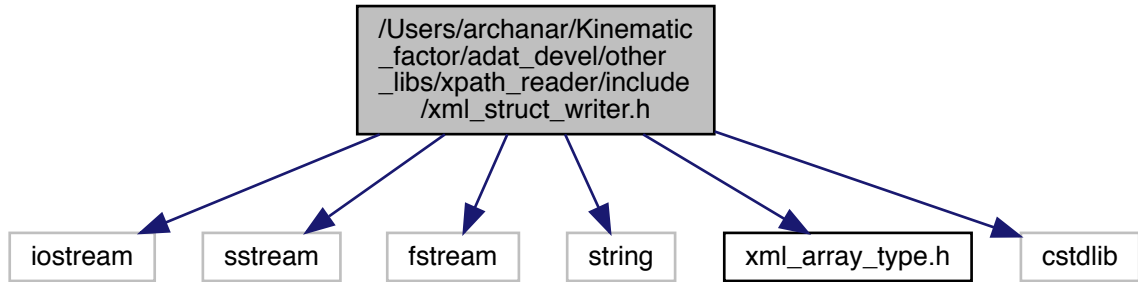 /Users/archanar/Kinematic
_factor/adat_devel/other
_libs/xpath_reader/include
/xml_struct_writer.h
iostream
sstream
fstream
string
xml_array_type.h
cstdlib